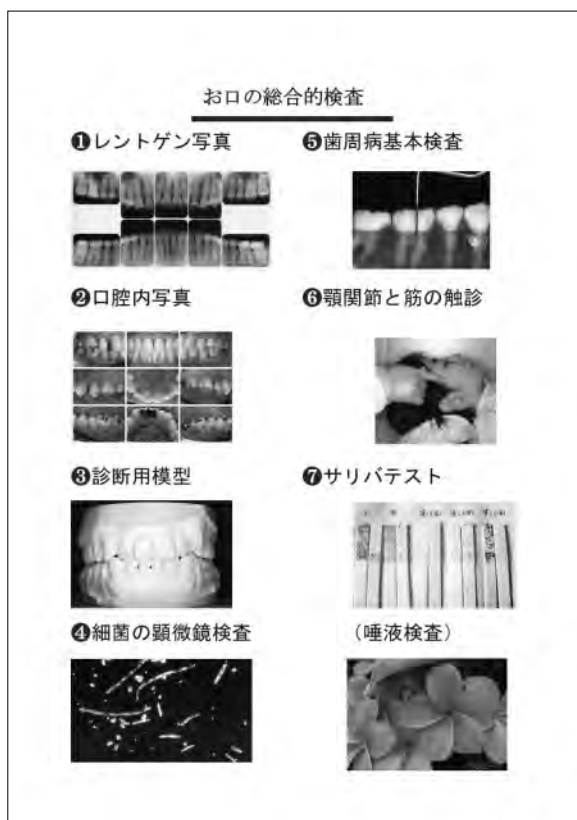 お口の総合的検査
❶レントゲン写真
❷口腔内写真
❸診断用模型
❹細菌の顕微鏡検査
❺歯周病基本検査
❻顎関節と筋の触診
❼サリバテスト
（唾液検査）